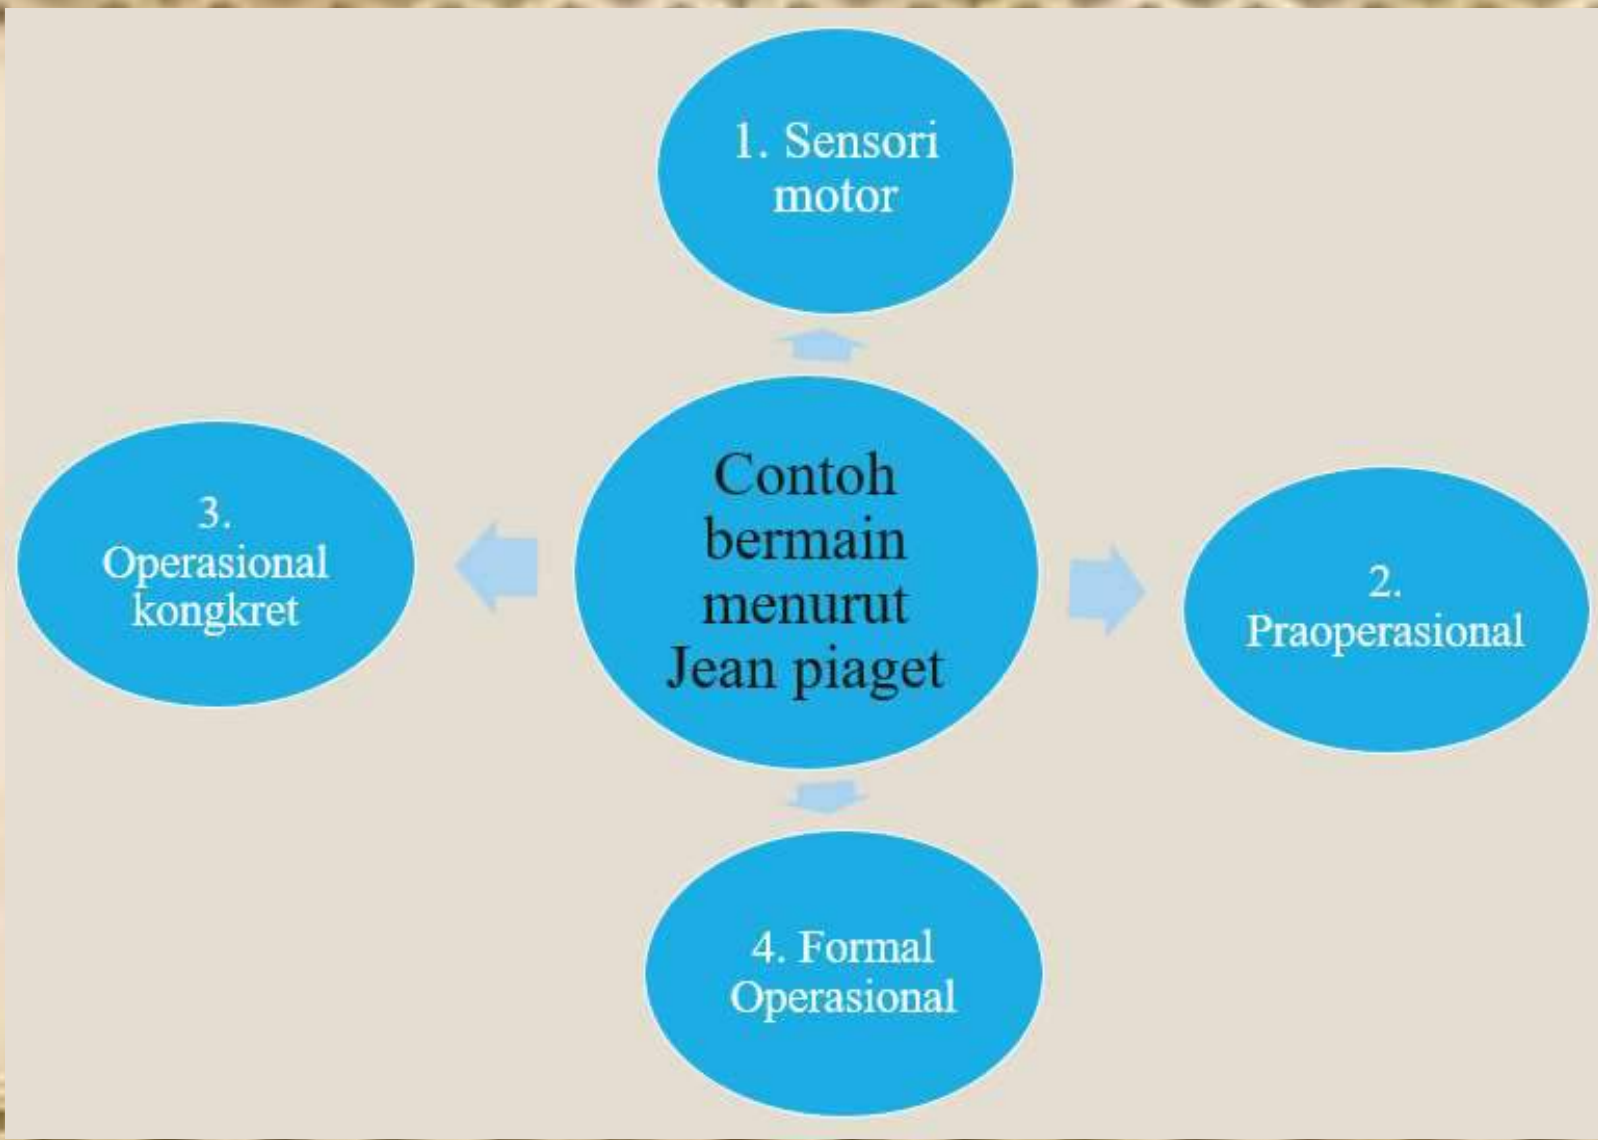 1. Sensori
motor
Contoh
bermain
menurut
Jean piaget
3.
Operasional
kongkret
2.
Praoperasional
4. Formal
Operasional